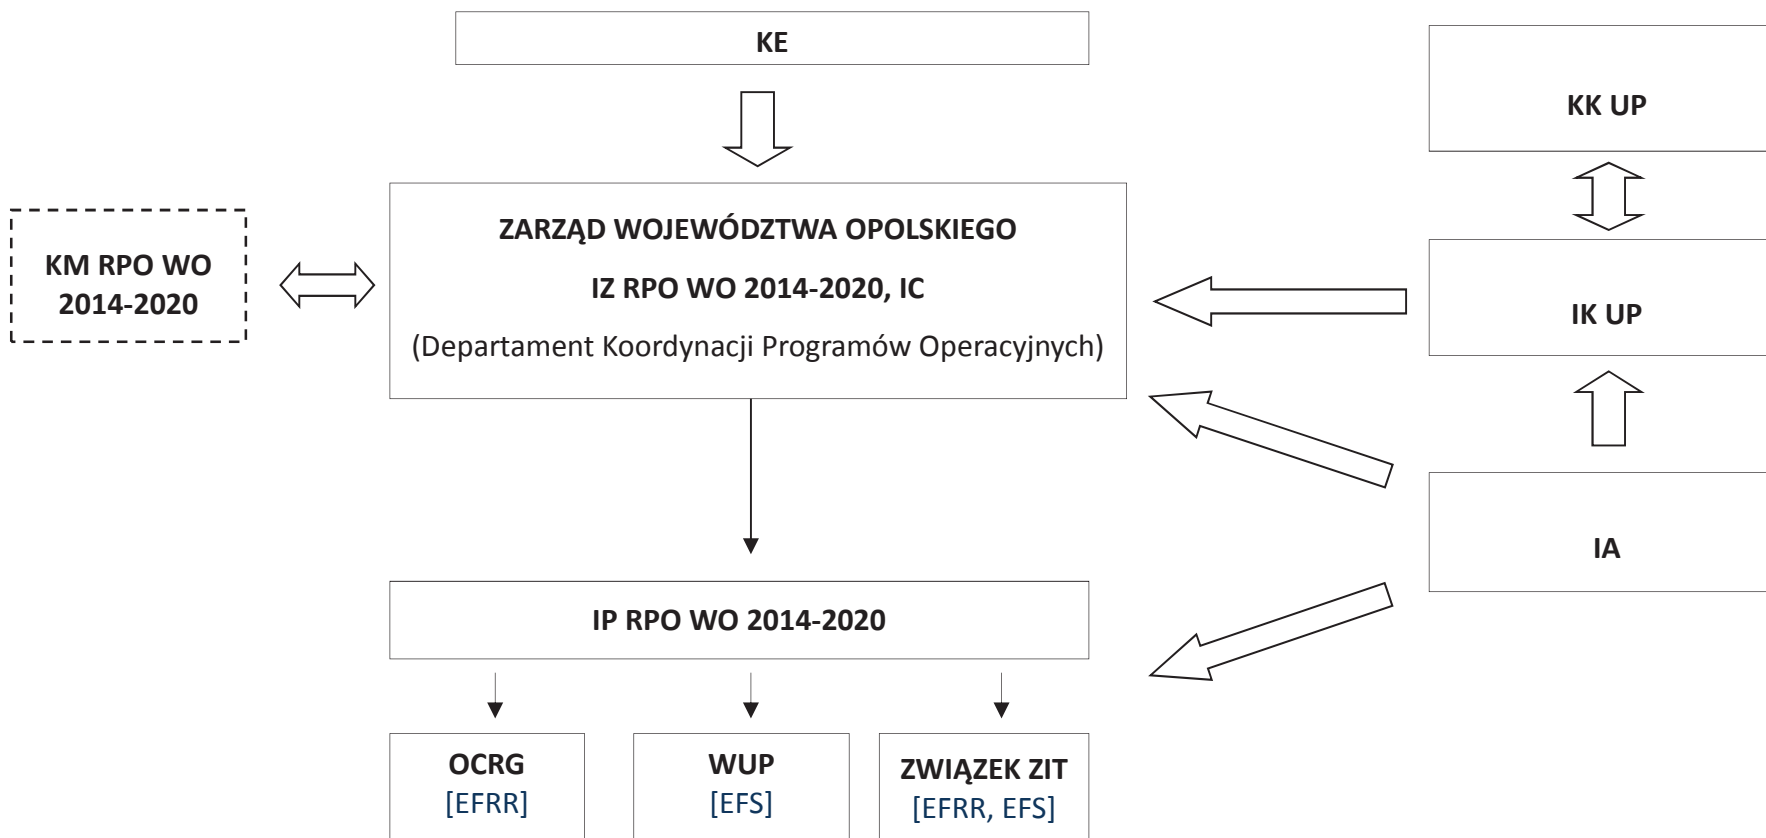 KE
KK UP
ZARZĄD WOJEWÓDZTWA OPOLSKIEGO
IZ RPO WO 2014-2020, IC
(Departament Koordynacji Programów Operacyjnych)
KM RPO WO
2014-2020
IK UP
IA
IP RPO WO 2014-2020
OCRG
[EFRR]
WUP
[EFS]
ZWIĄZEK ZIT
[EFRR, EFS]